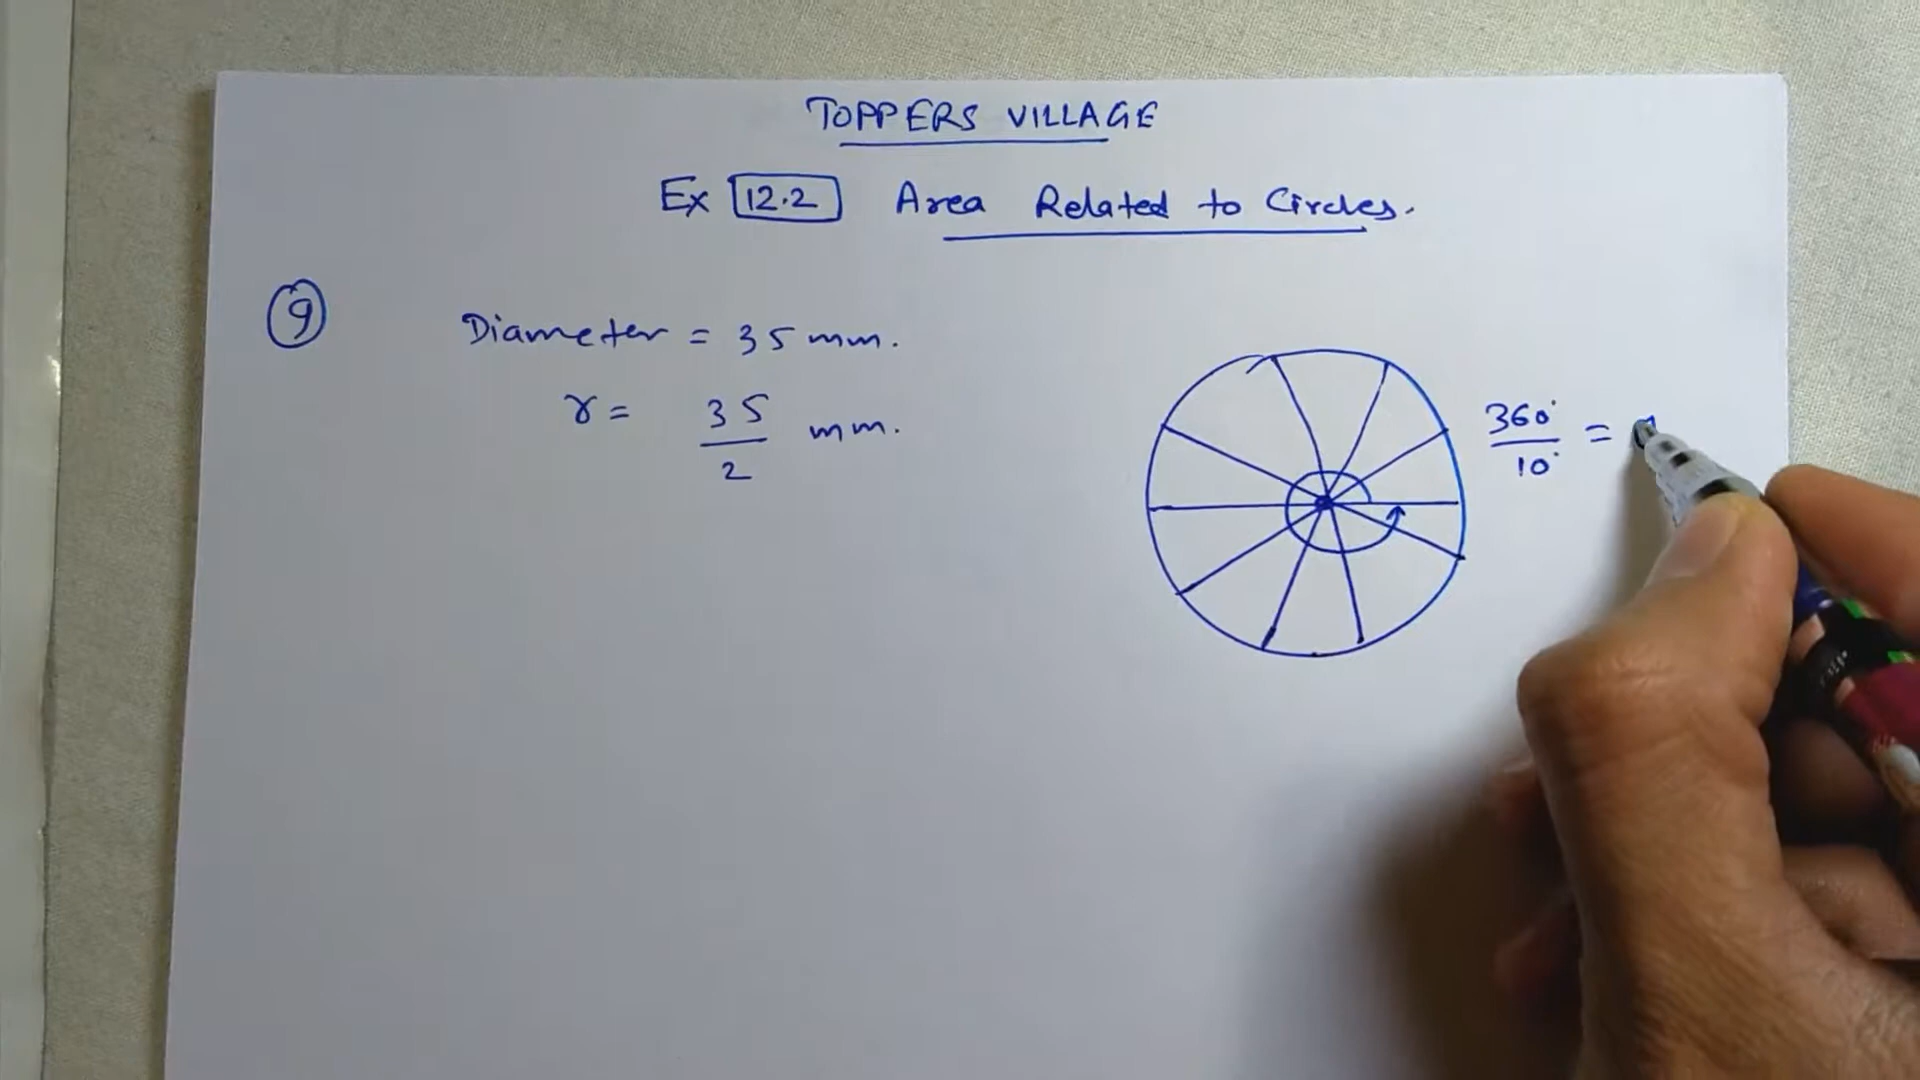 TOPPERS VILLAGE
Ex 12.2 Area Related to Circles.
9
Diameter = 35 mm.
r = 35/2 mm.
360°/10° =